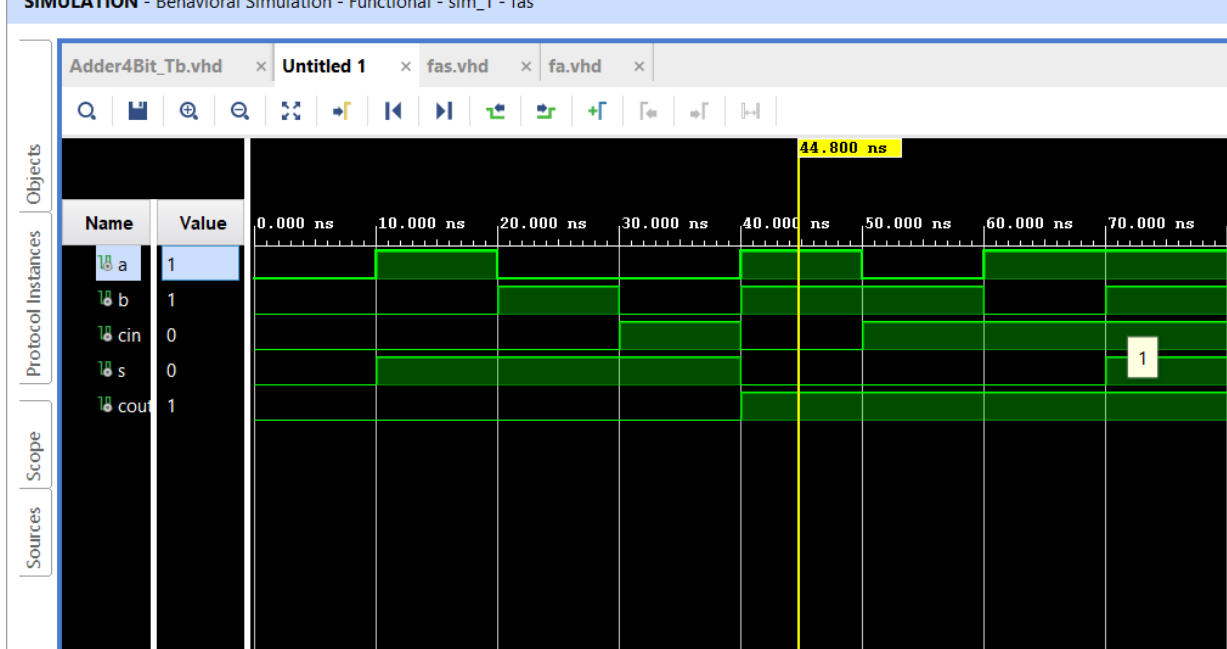 SIMULATION - Behavioral Simulation - Functional - sim_1 - fas
Adder4Bit_Tb.vhd × Untitled 1 × fas.vhd × fa.vhd ×
44.800 ns
Name Value 0.000 ns 10.000 ns 20.000 ns 30.000 ns 40.000 ns 50.000 ns 60.000 ns 70.000 ns
a 1
b 1
cin 0
s 0
1
cout 1
Objects
Protocol Instances
Scope
Sources